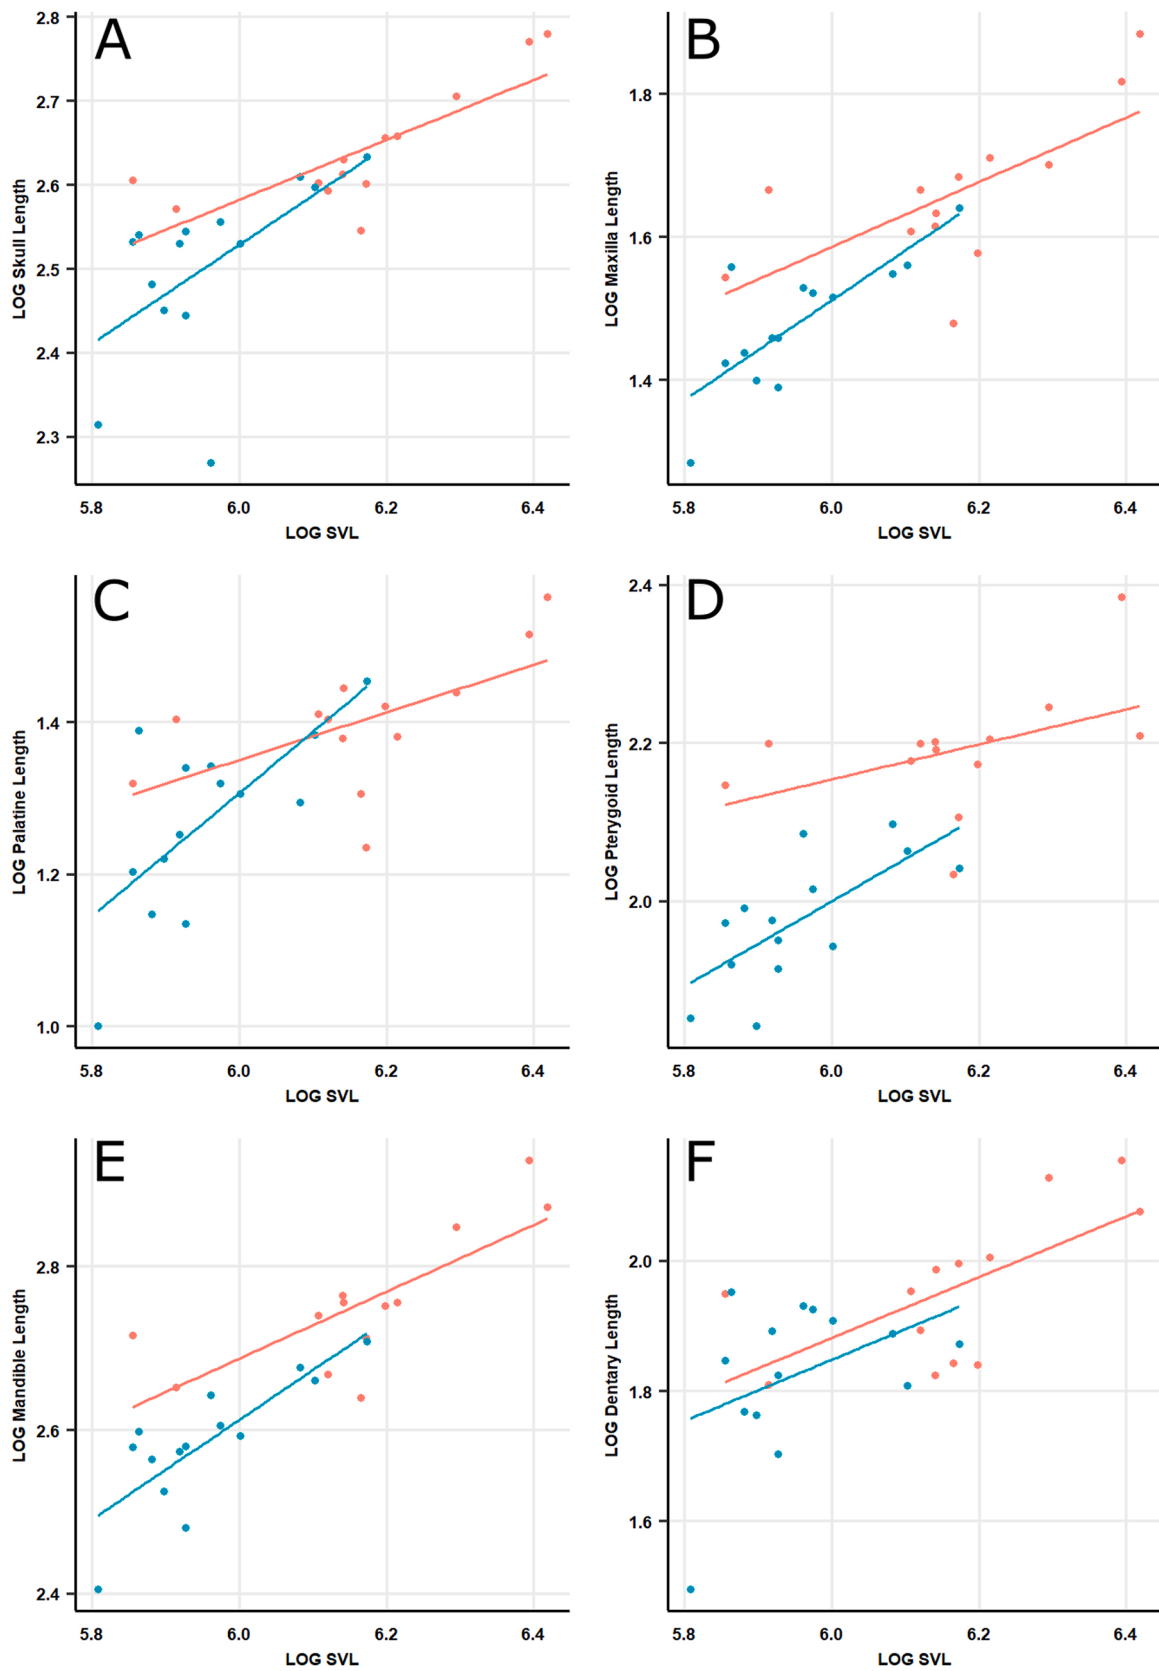 A
B
2.8
2.7
2.6
2.5
2.4
2.3
LOG Skull Length
5.8 6.0 6.2 6.4
LOG SVL
1.8
1.6
1.4
LOG Maxilla Length
5.8 6.0 6.2 6.4
LOG SVL
C
D
1.4
1.2
1.0
LOG Palatine Length
5.8 6.0 6.2 6.4
LOG SVL
2.4
2.2
2.0
LOG Pterygoid Length
5.8 6.0 6.2 6.4
LOG SVL
E
F
2.8
2.6
2.4
LOG Mandible Length
5.8 6.0 6.2 6.4
LOG SVL
2.0
1.8
1.6
LOG Dentary Length
5.8 6.0 6.2 6.4
LOG SVL